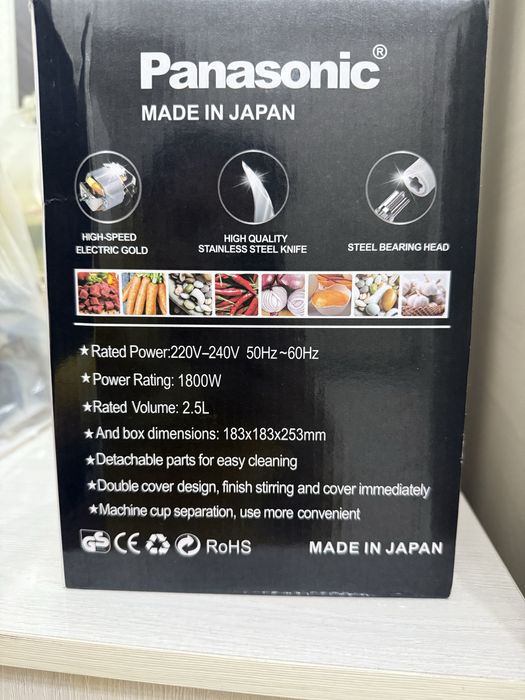 Panasonic®
MADE IN JAPAN
HIGH-SPEED
ELECTRIC GOLD
HIGH QUALITY
STAINLESS STEEL KNIFE
STEEL BEARING HEAD
★Rated Power:220V–240V 50Hz~60Hz
★Power Rating: 1800W
★Rated Volume: 2.5L
★And box dimensions: 183x183x253mm
★Detachable parts for easy cleaning
★Double cover design, finish stirring and cover immediately
★Machine cup separation, use more convenient
GS CE RoHS MADE IN JAPAN